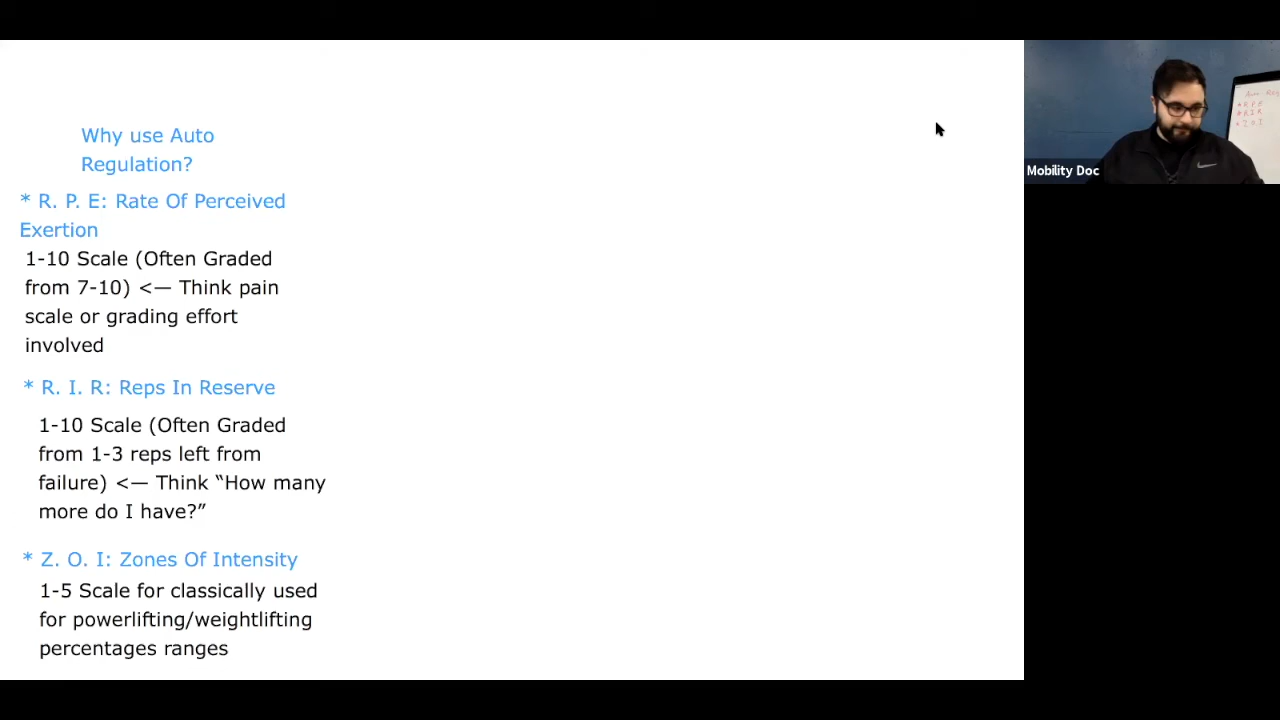 Why use Auto
Regulation?
* R. P. E: Rate Of Perceived
Exertion
1-10 Scale (Often Graded
from 7-10) <— Think pain
scale or grading effort
involved
* R. I. R: Reps In Reserve
1-10 Scale (Often Graded
from 1-3 reps left from
failure) <— Think “How many
more do I have?”
* Z. O. I: Zones Of Intensity
1-5 Scale for classically used
for powerlifting/weightlifting
percentages ranges
Mobility Doc
Auto
* R P E
* R I R
* Z O I